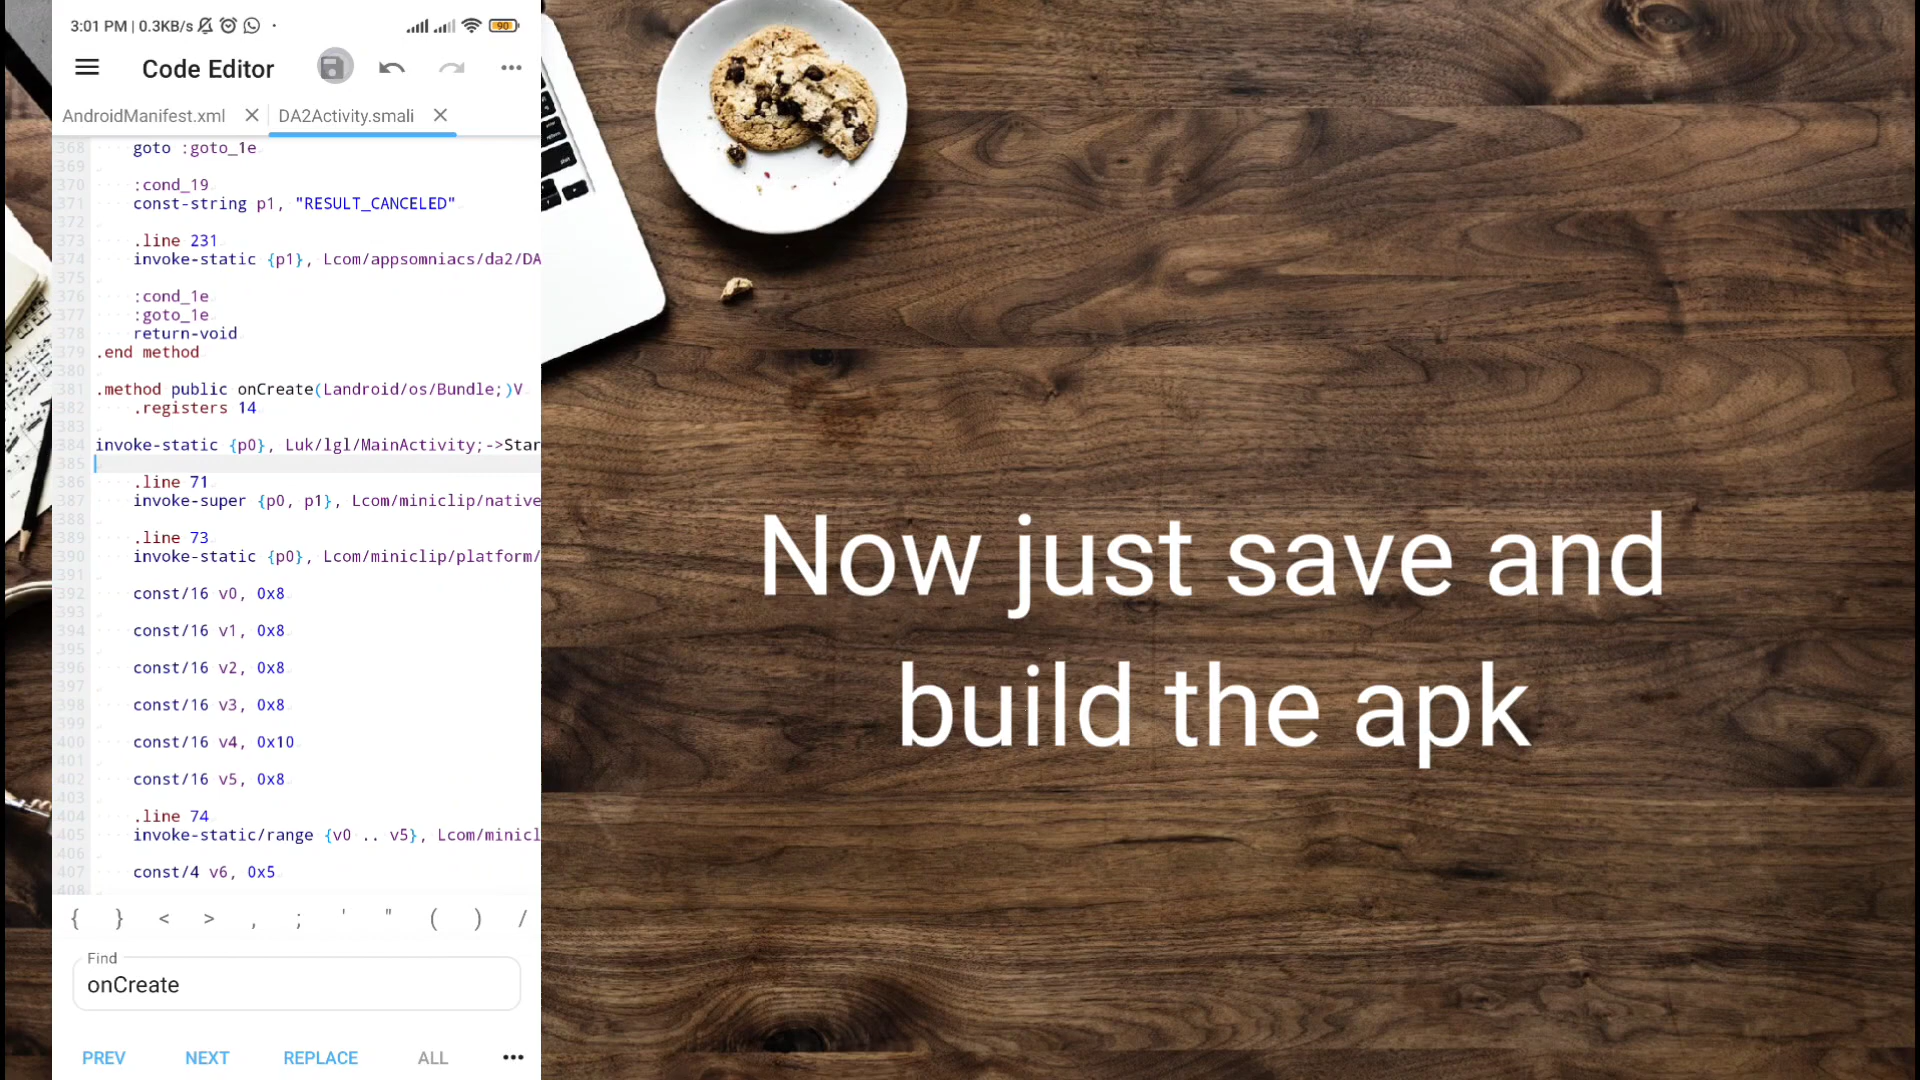 3:01 PM | 0.3KB/s
90
Code Editor
AndroidManifest.xml
DA2Activity.smali
368 goto :goto_1e
369
370 :cond_19
371 const-string p1, "RESULT_CANCELED"
372
373 .line 231
374 invoke-static {p1}, Lcom/appsomniacs/da2/DA
375
376 :cond_1e
377 :goto_1e
378 return-void
379 .end method
380
381 .method public onCreate(Landroid/os/Bundle;)V
382 .registers 14
383
384 invoke-static {p0}, Luk/lgl/MainActivity;->Star
385
386 .line 71
387 invoke-super {p0, p1}, Lcom/miniclip/native
388
389 .line 73
390 invoke-static {p0}, Lcom/miniclip/platform/
391
392 const/16 v0, 0x8
393
394 const/16 v1, 0x8
395
396 const/16 v2, 0x8
397
398 const/16 v3, 0x8
399
400 const/16 v4, 0x10
401
402 const/16 v5, 0x8
403
404 .line 74
405 invoke-static/range {v0 .. v5}, Lcom/minicl
406
407 const/4 v6, 0x5
408
{ } < > , ; ' " ( ) /
Find
onCreate
PREV NEXT REPLACE ALL
Now just save and
build the apk